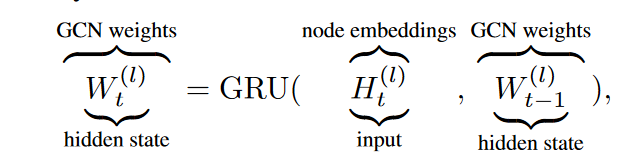 GCN weights node embeddings GCN weights
W_t^{(l)} = GRU( H_t^{(l)} , W_{t-1}^{(l)} ),
hidden state input hidden state